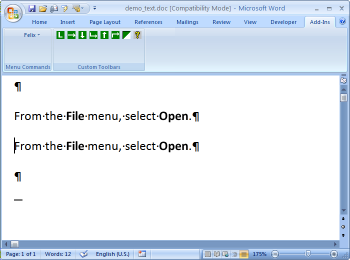 demo_text.doc [Compatibility Mode] - Microsoft Word
Home Insert Page Layout References Mailings Review View Developer Add-Ins
Felix
L ?
Menu Commands Custom Toolbars
¶
From·the·File·menu,·select·Open.¶
From·the·File·menu,·select·Open.¶
¶
Page: 1 of 1 Words: 12 English (U.S.) 175%